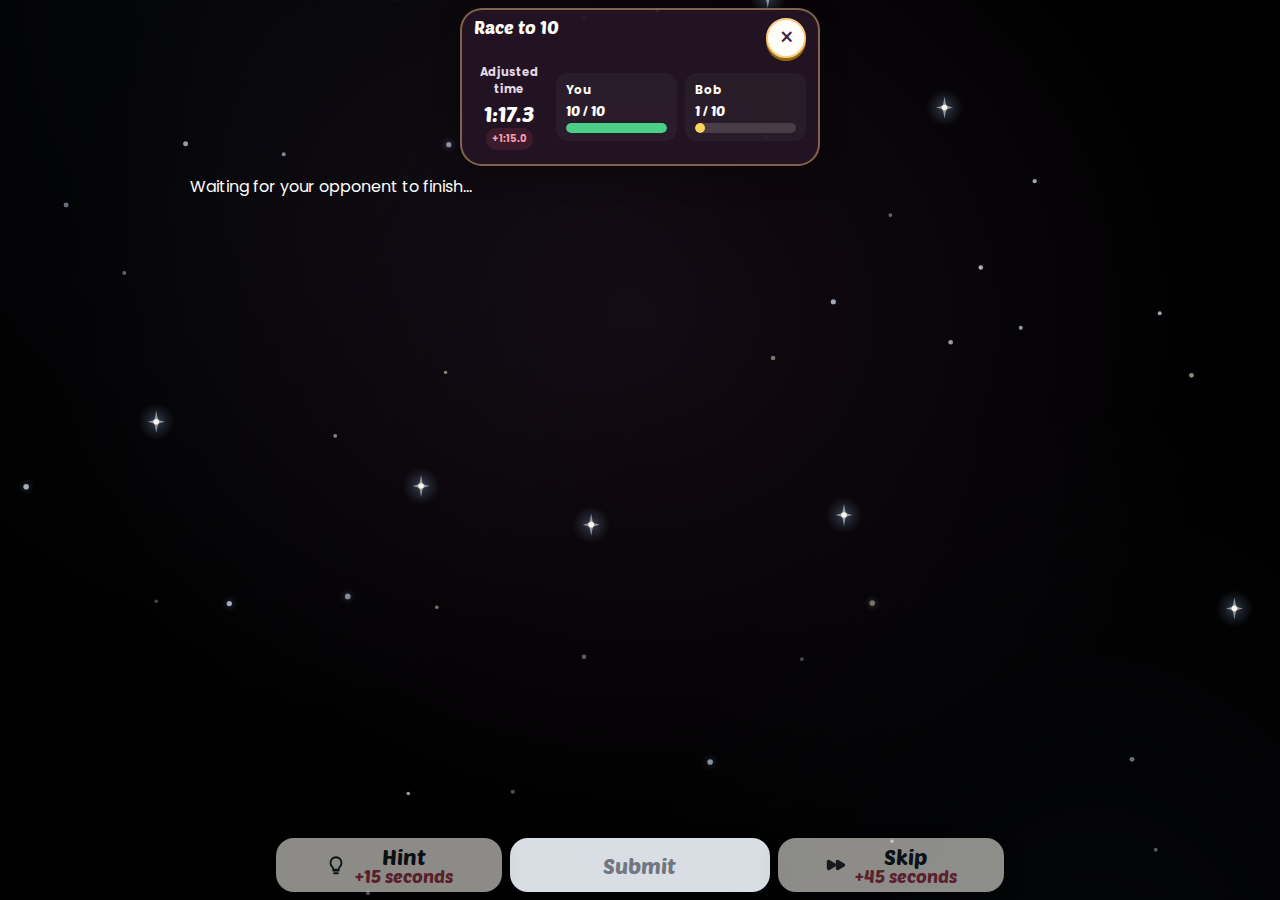 Race to 10
×
Adjusted
time
1:17.3
+1:15.0
You
10 / 10
Bob
1 / 10
Waiting for your opponent to finish...
Hint
+15 seconds
Submit
Skip
+45 seconds